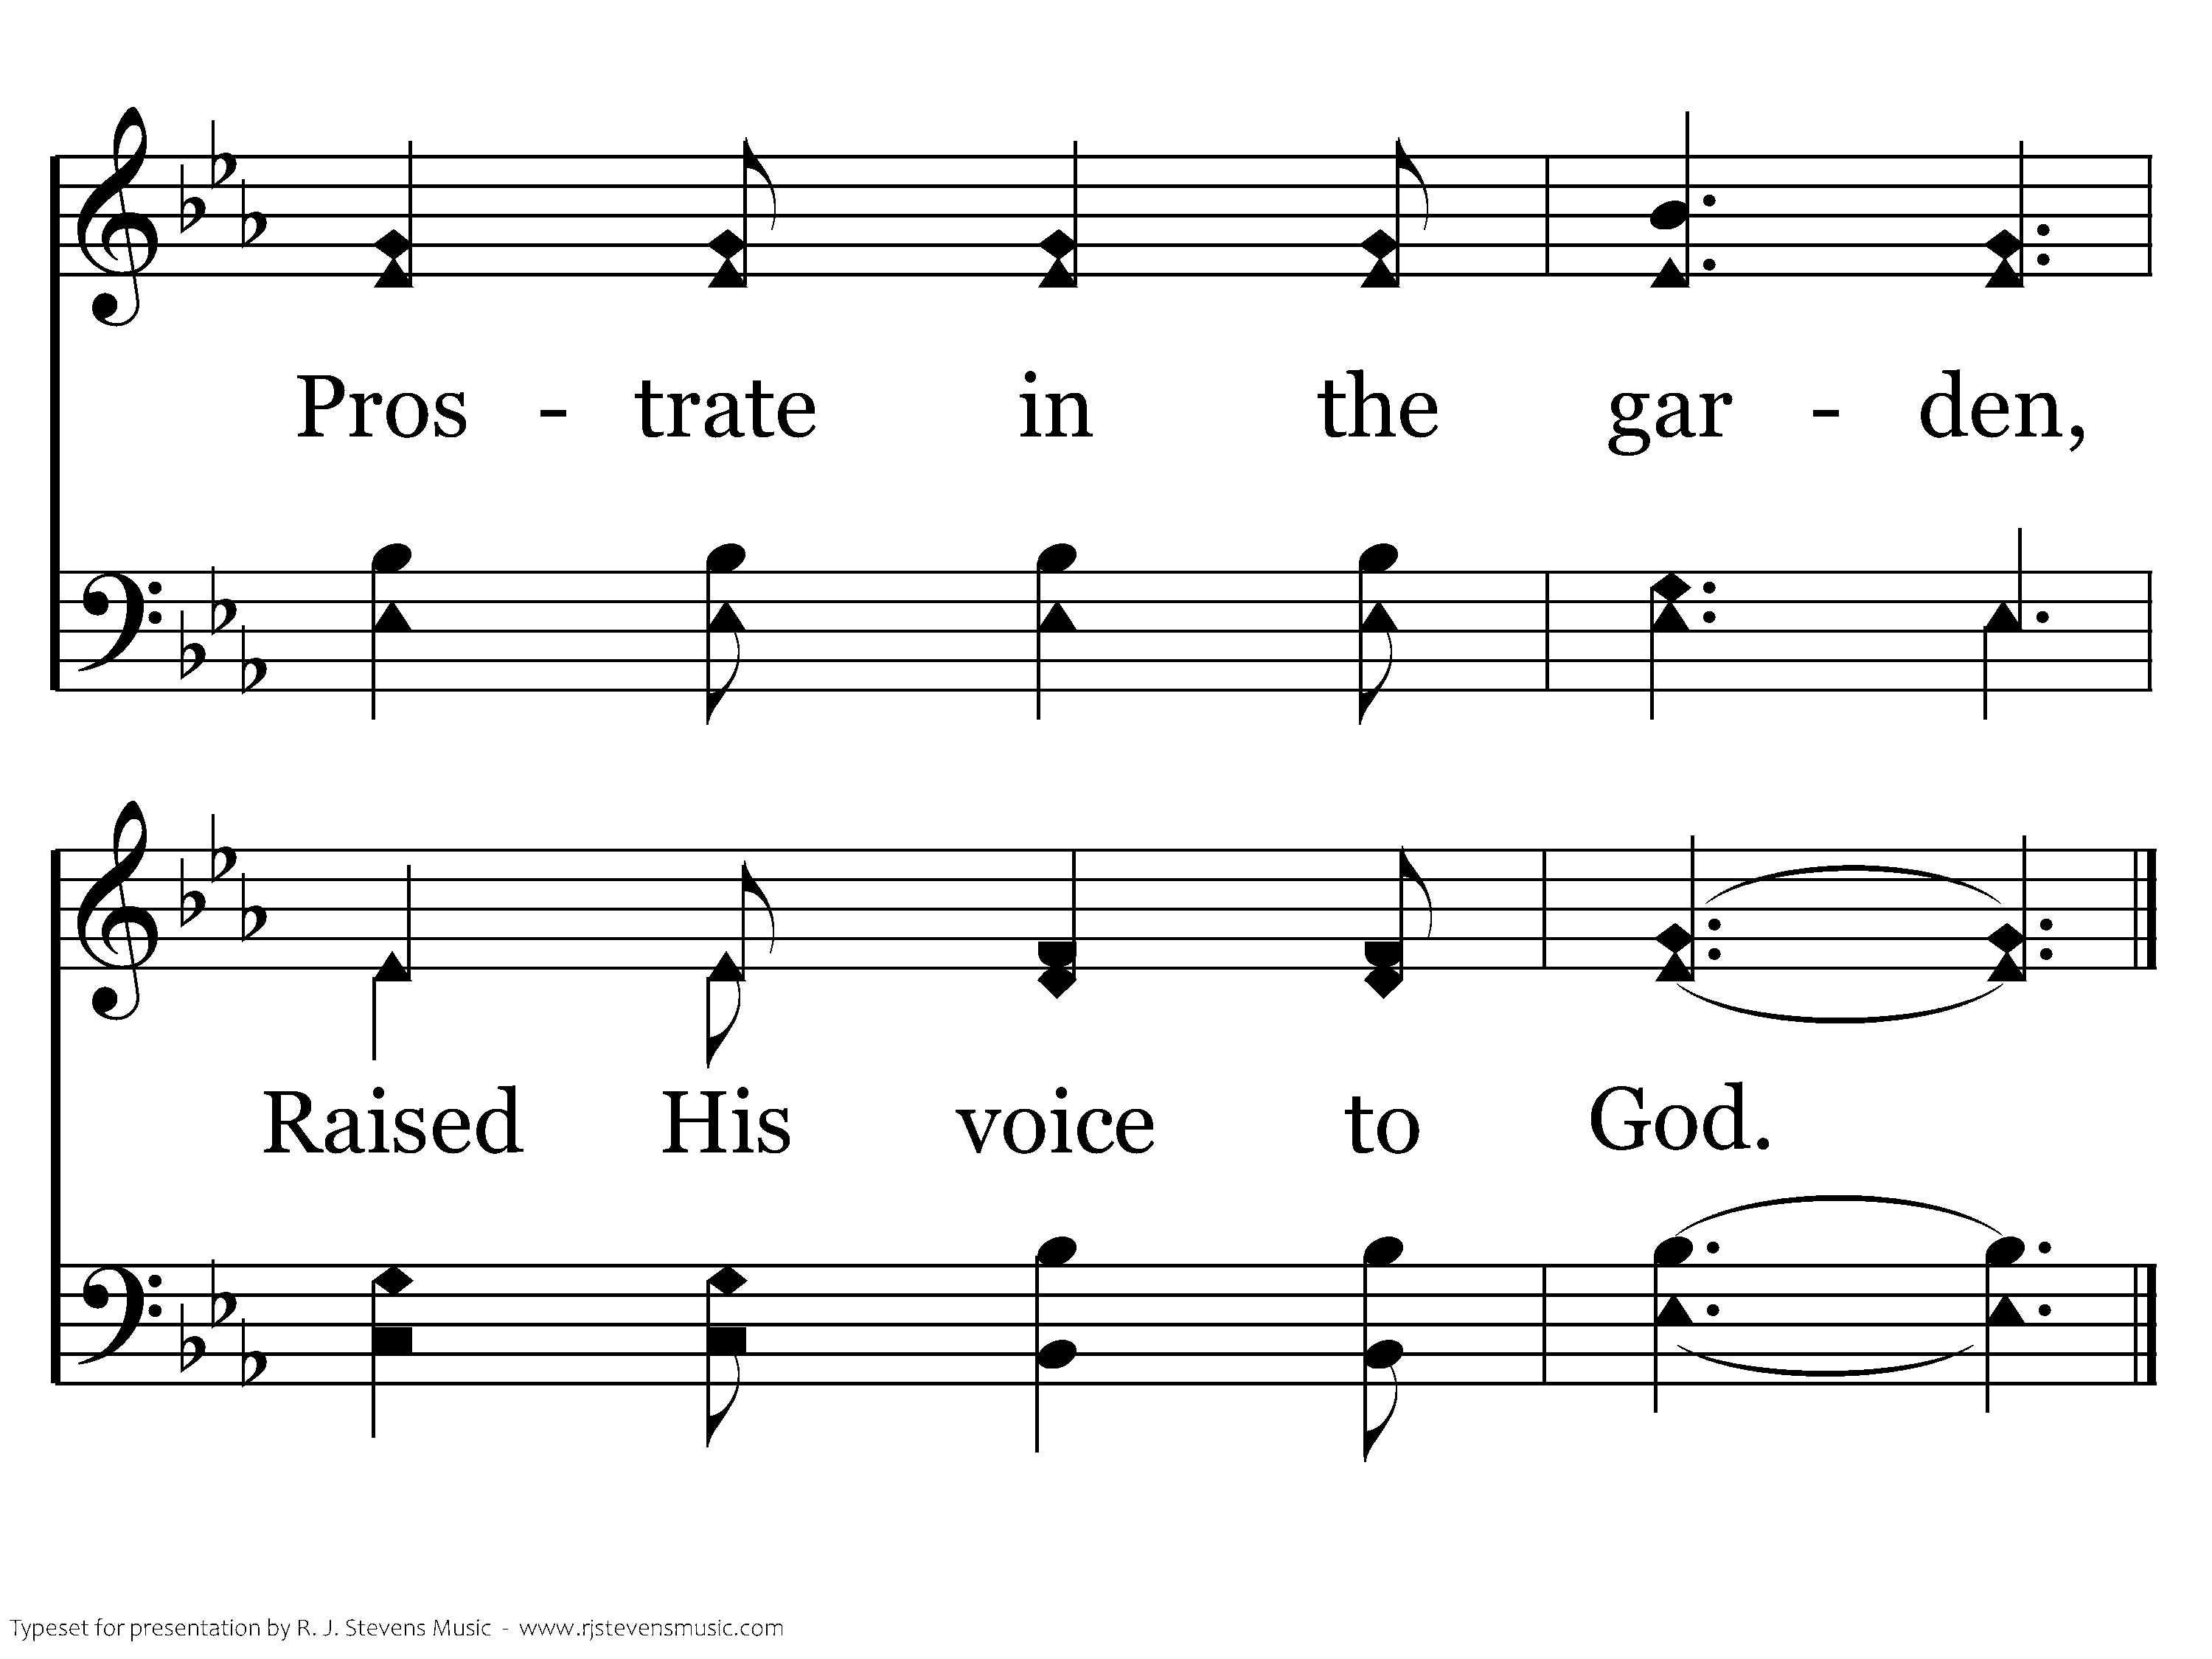 Pros - trate in the gar - den,
Raised His voice to God.
Typeset for presentation by R. J. Stevens Music - www.rjstevensmusic.com